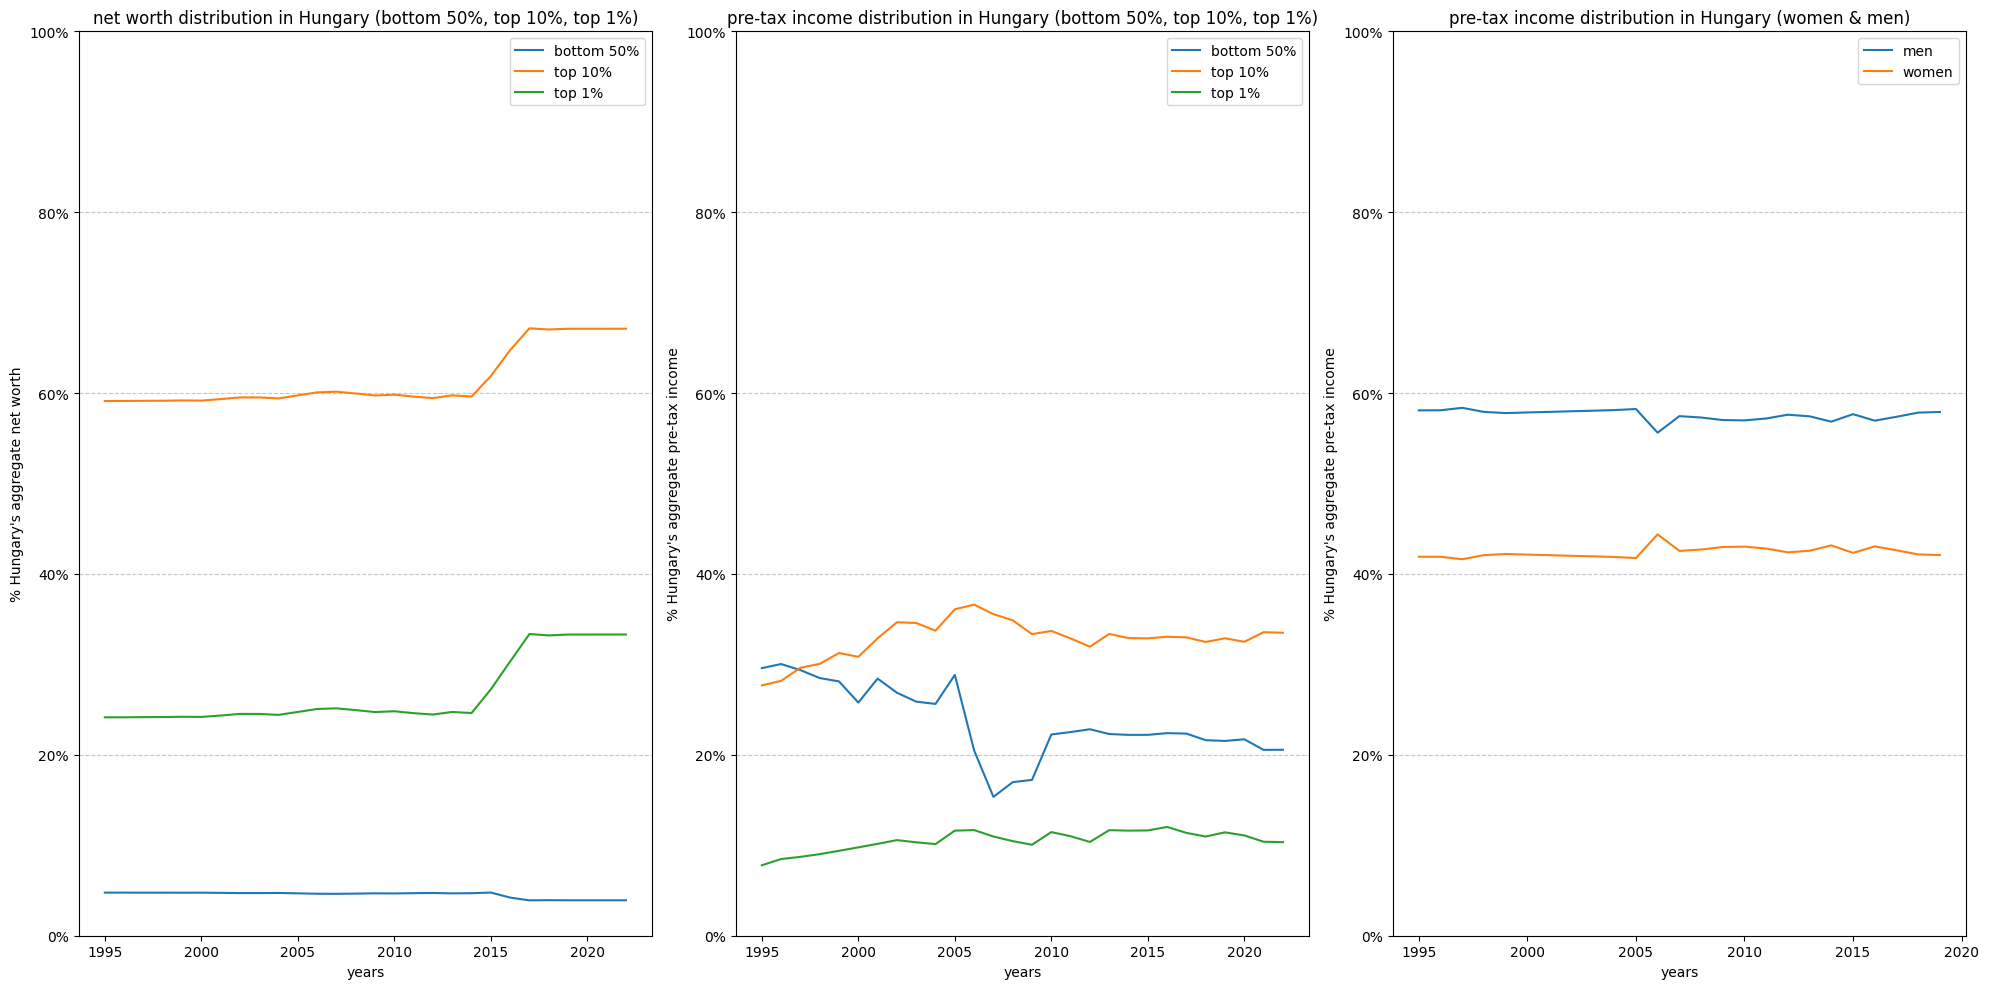 net worth distribution in Hungary (bottom 50%, top 10%, top 1%)
100%
80%
60%
40%
20%
0%
% Hungary's aggregate net worth
bottom 50%
top 10%
top 1%
1995
2000
2005
2010
2015
2020
years
pre-tax income distribution in Hungary (bottom 50%, top 10%, top 1%)
100%
80%
60%
40%
20%
0%
% Hungary's aggregate pre-tax income
bottom 50%
top 10%
top 1%
1995
2000
2005
2010
2015
2020
years
pre-tax income distribution in Hungary (women & men)
100%
80%
60%
40%
20%
0%
% Hungary's aggregate pre-tax income
men
women
1995
2000
2005
2010
2015
2020
years